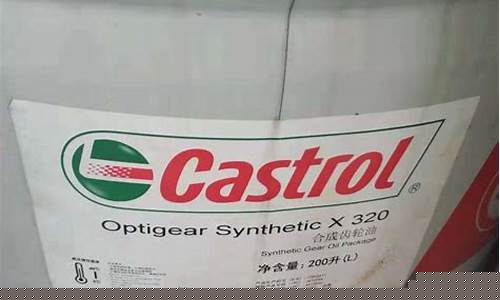 Castrol®
Optigear Synthetic X 320
合成齿轮油
Synthetic Gear Oil Package
净含量：200升(L)